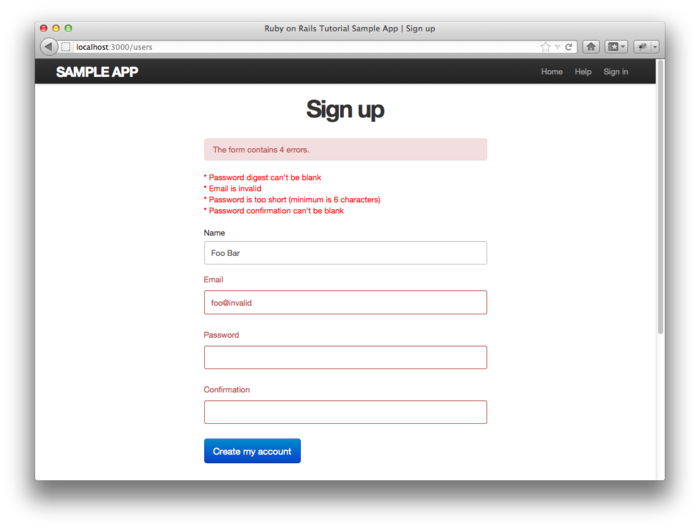 Ruby on Rails Tutorial Sample App | Sign up
localhost:3000/users
SAMPLE APP
Home Help Sign in
Sign up
The form contains 4 errors.
* Password digest can't be blank
* Email is invalid
* Password is too short (minimum is 6 characters)
* Password confirmation can't be blank
Name
Foo Bar
Email
foo@invalid
Password
Confirmation
Create my account